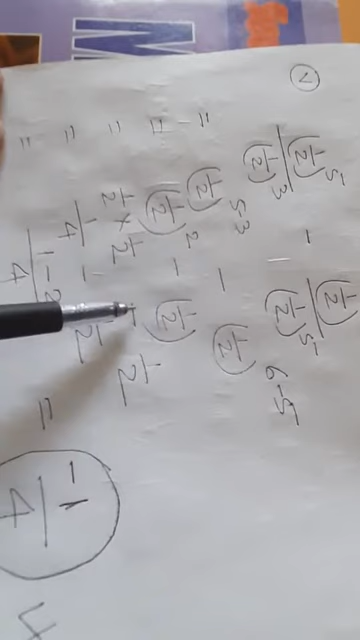 (V) (1/2)^5 / (1/2)^3 - (1/2) / (1/2)^5
= (1/2)^5-3 - (1/2)^6-5
= (1/2)^2 - (1/2)
= 1/2 × 1/2 - 1/2
= 1/4 - 1/2
= 1-2/4 = -1/4